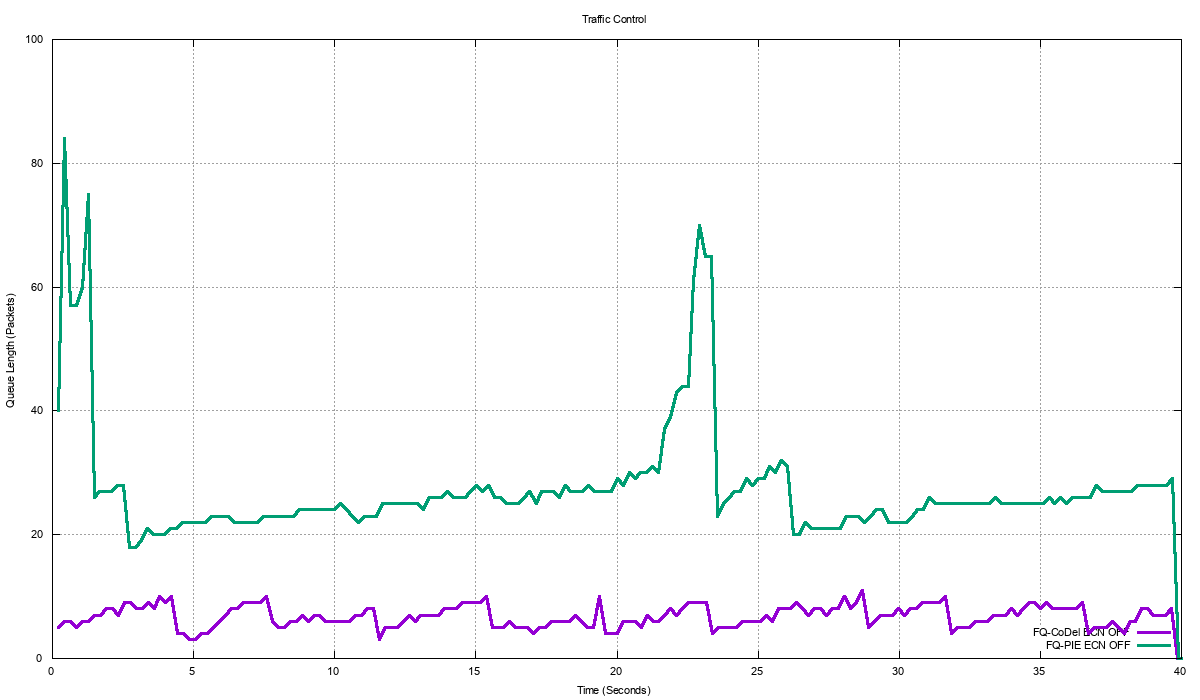 Traffic Control
100
80
60
40
20
0
Queue Length (Packets)
0 5 10 15 20 25 30 35 40
Time (Seconds)
FQ-CoDel ECN OFF
FQ-PIE ECN OFF